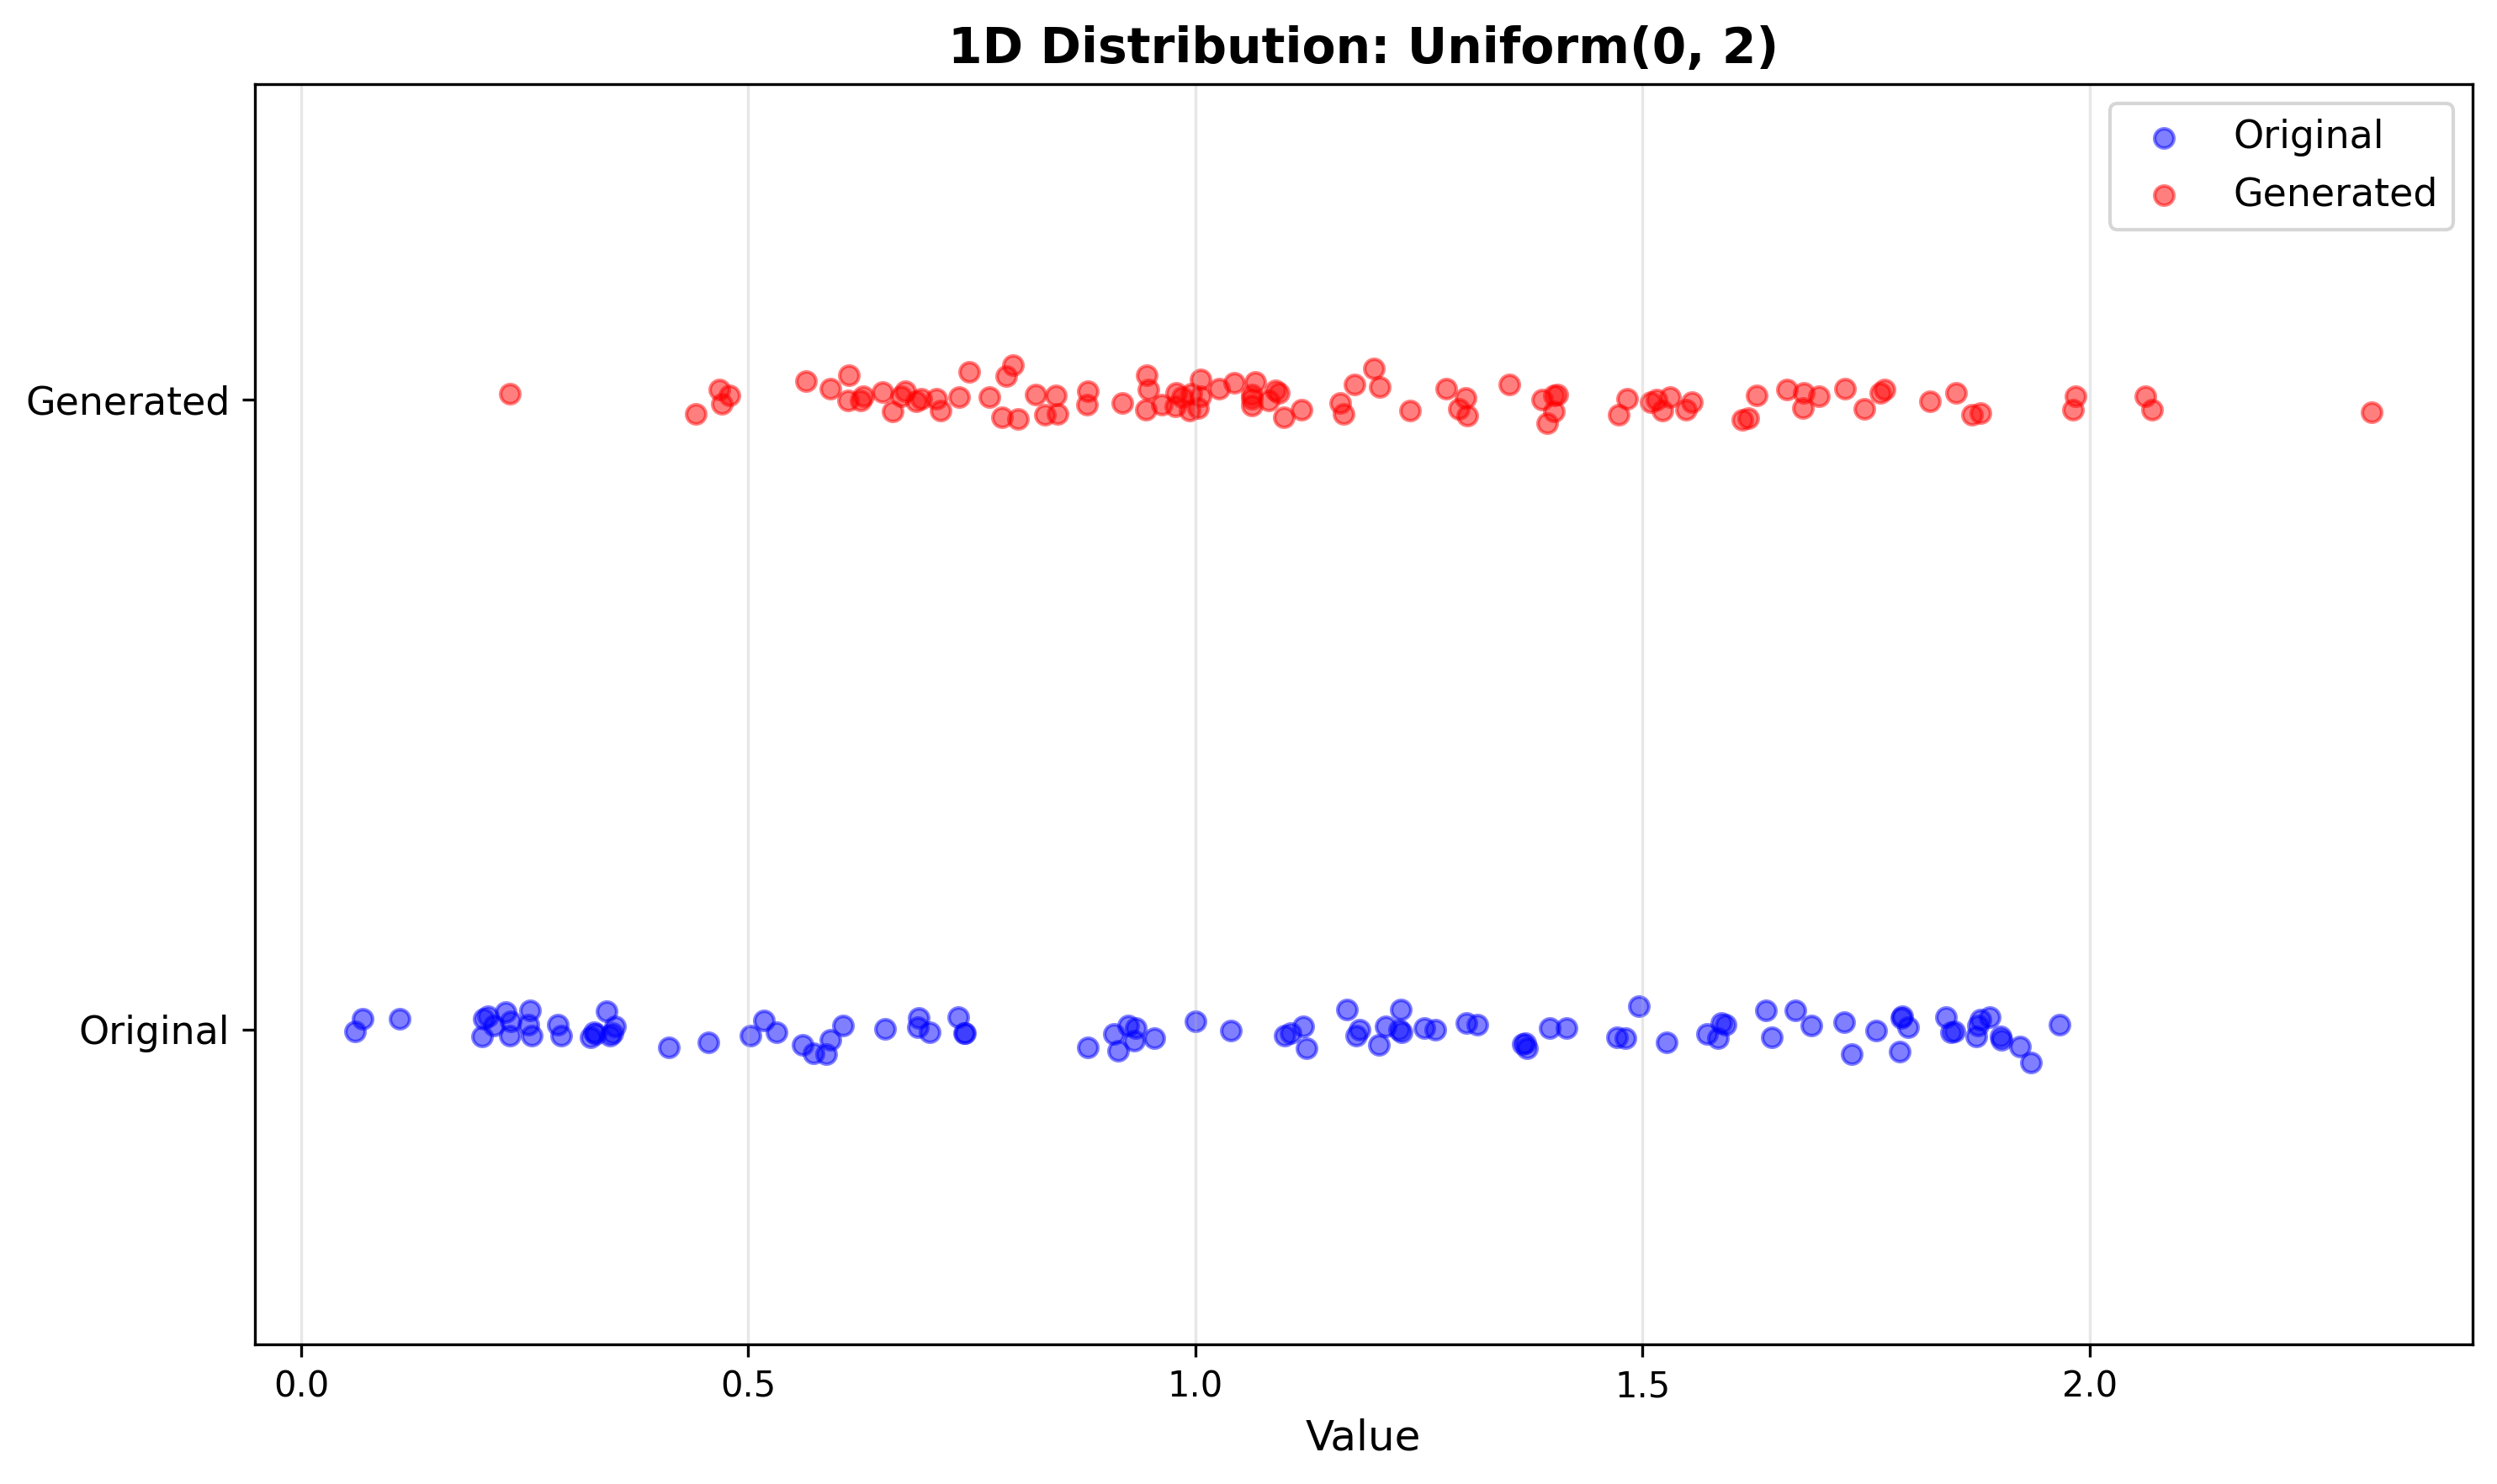 1D Distribution: Uniform(0, 2)
Original
Generated
Generated
Original
0.0
0.5
1.0
1.5
2.0
Value